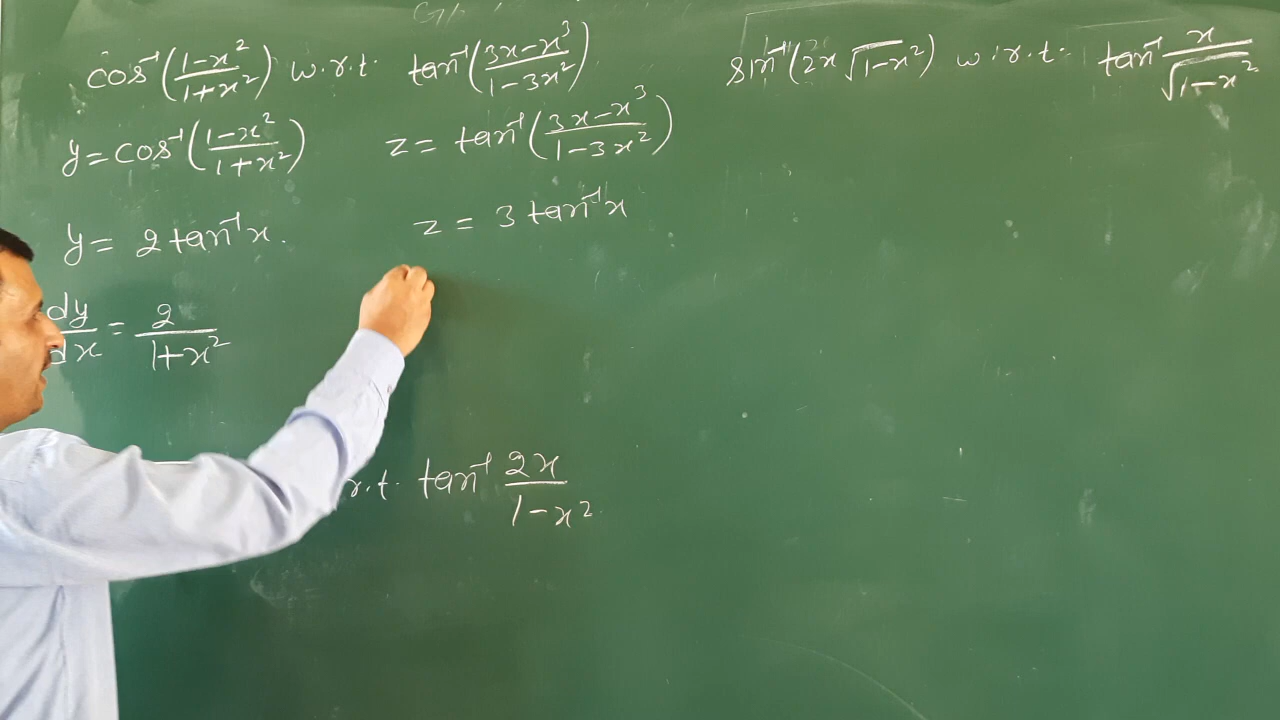 cos⁻¹((1-x²)/(1+x²)) w.r.t. tan⁻¹((3x-x³)/(1-3x²))
y = cos⁻¹((1-x²)/(1+x²))
z = tan⁻¹((3x-x³)/(1-3x²))
y = 2 tan⁻¹x.
z = 3 tan⁻¹x
dy/dx = 2/(1+x²)
r.t. tan⁻¹ 2x/(1-x²)
sin⁻¹(2x√(1-x²)) w.r.t. tan⁻¹ x/√(1-x²)